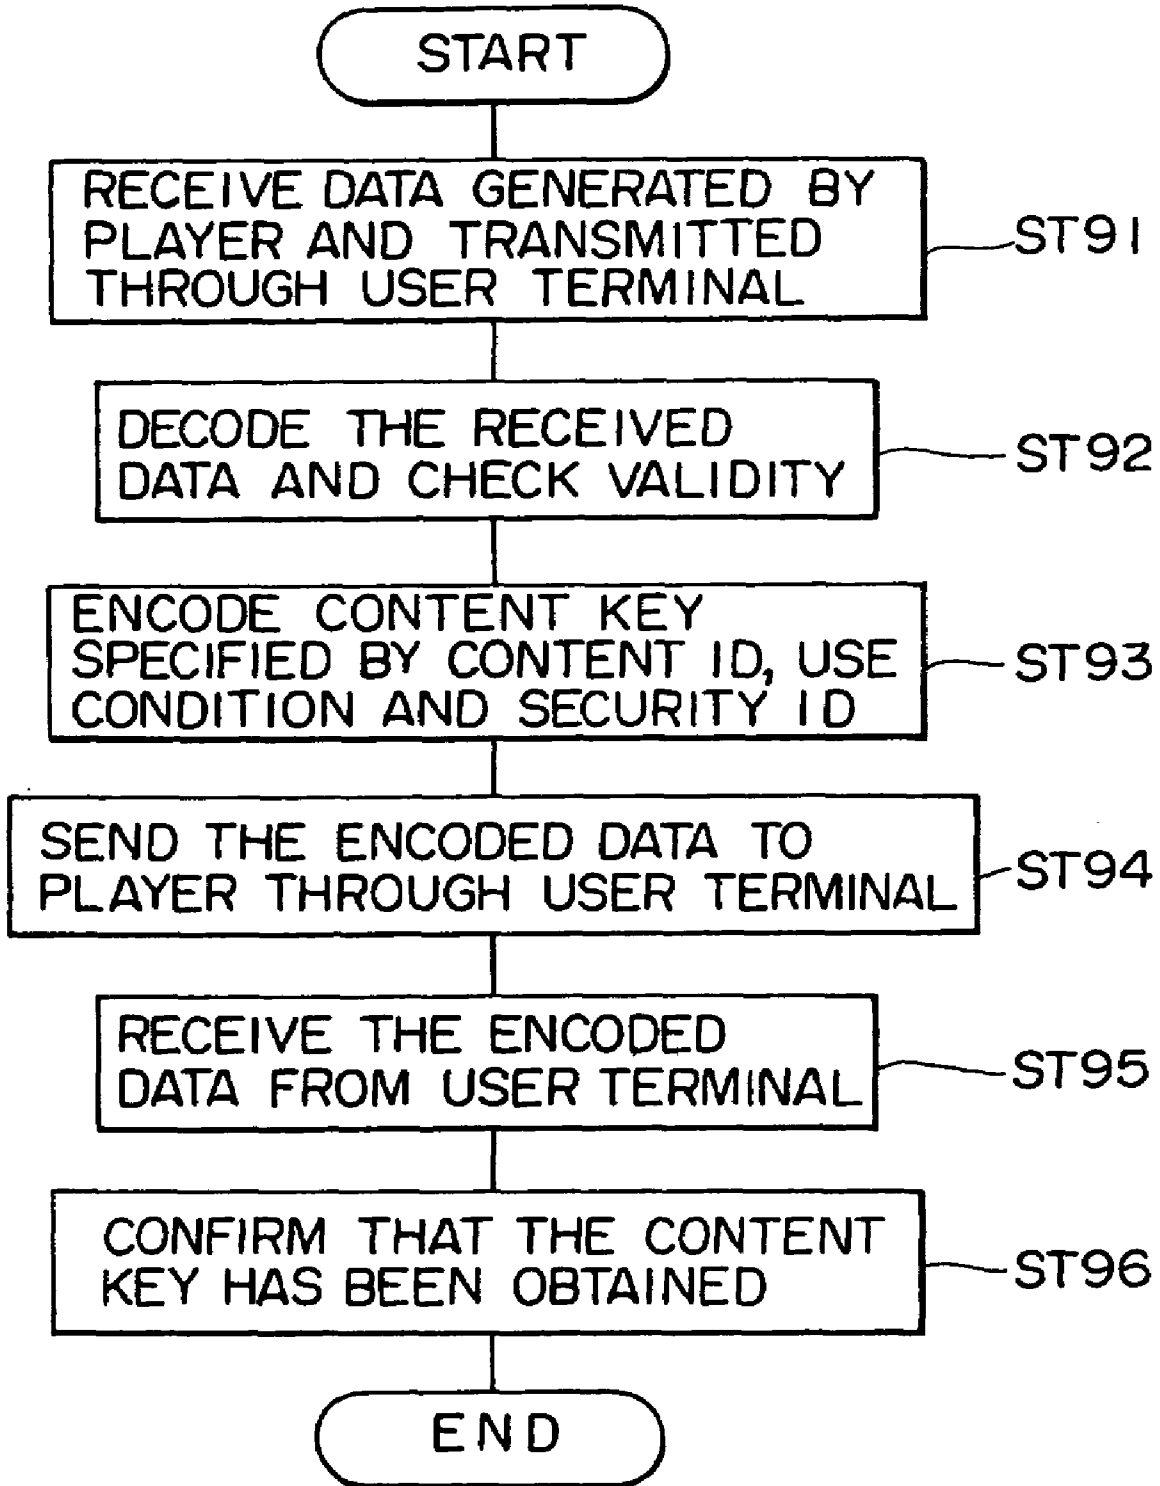 START
RECEIVE DATA GENERATED BY
PLAYER AND TRANSMITTED
THROUGH USER TERMINAL
ST91
DECODE THE RECEIVED
DATA AND CHECK VALIDITY
ST92
ENCODE CONTENT KEY
SPECIFIED BY CONTENT ID, USE
CONDITION AND SECURITY ID
ST93
SEND THE ENCODED DATA TO
PLAYER THROUGH USER TERMINAL
ST94
RECEIVE THE ENCODED
DATA FROM USER TERMINAL
ST95
CONFIRM THAT THE CONTENT
KEY HAS BEEN OBTAINED
ST96
END